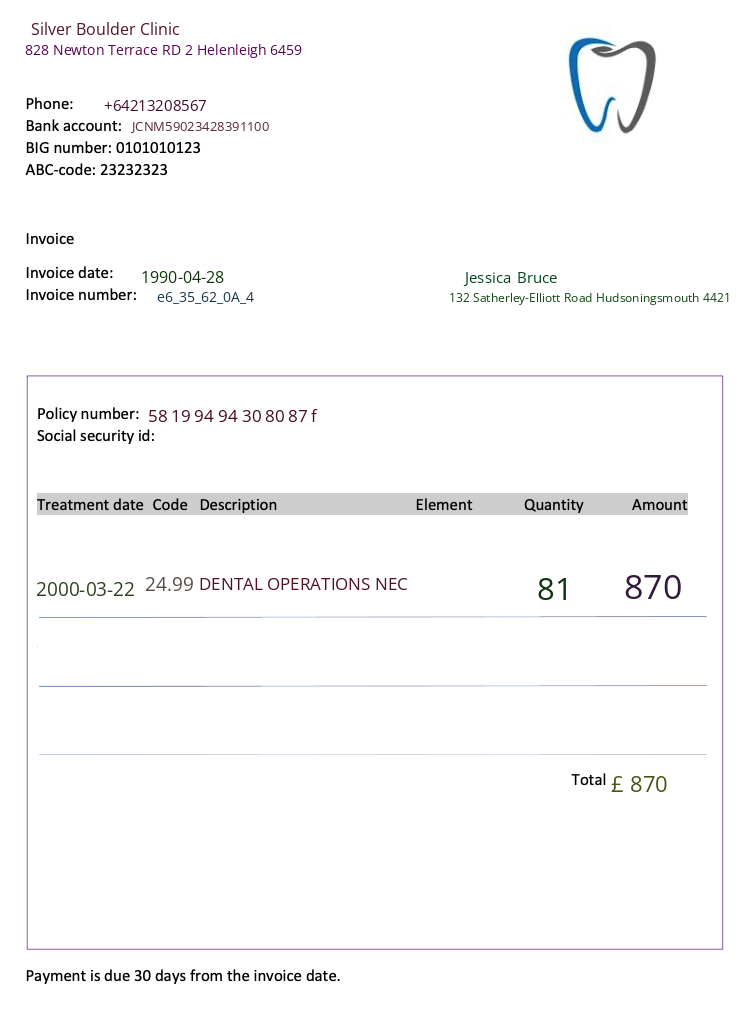 Silver Boulder Clinic
828 Newton Terrace RD 2 Helenleigh 6459
Phone: +64213208567
Bank account: JCNM59023428391100
BIG number: 0101010123
ABC-code: 23232323
Invoice
Invoice date: 1990-04-28
Invoice number: e6_35_62_0A_4
Jessica Bruce
132 Satherley-Elliott Road Hudsoningsmouth 4421
Policy number: 58 19 94 94 30 80 87 f
Social security id:
Treatment date Code Description Element Quantity Amount
2000-03-22 24.99 DENTAL OPERATIONS NEC 81 870
Total £ 870
Payment is due 30 days from the invoice date.